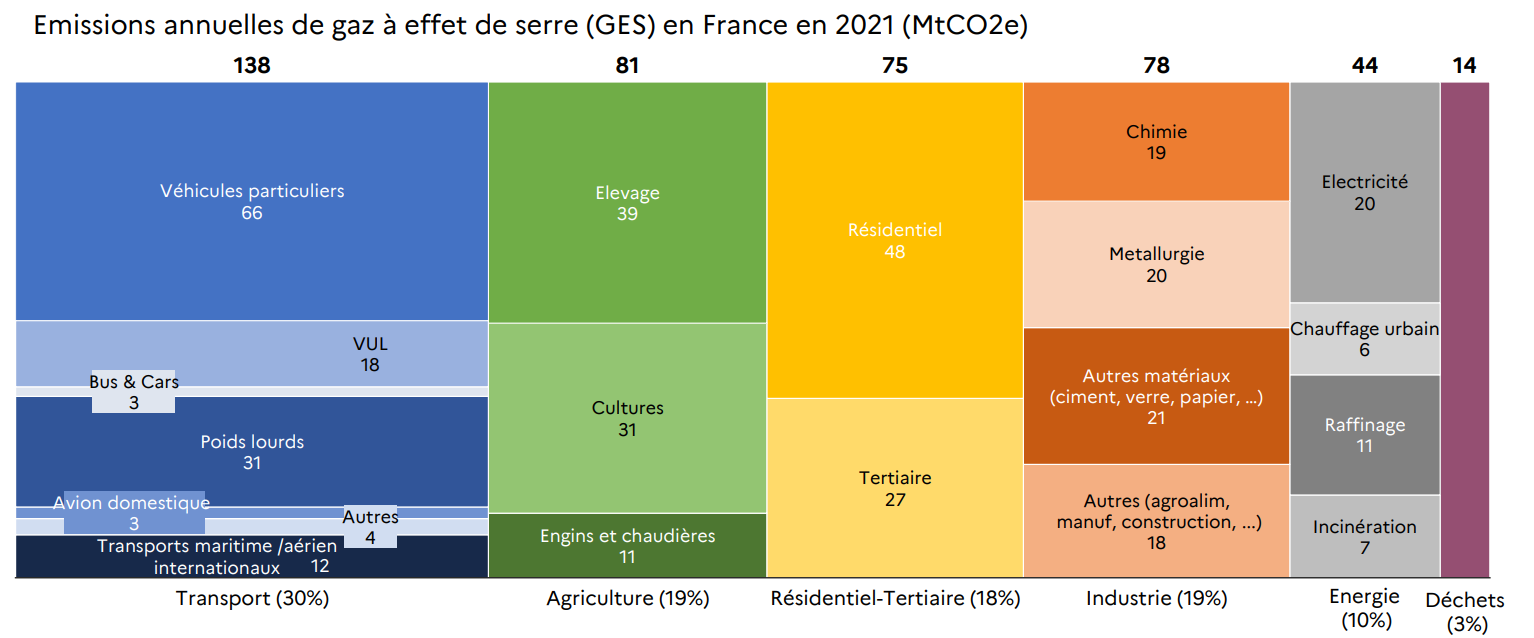 Emissions annuelles de gaz à effet de serre (GES) en France en 2021 (MtCO2e)
138
81
75
78
44
14
Véhicules particuliers
66
VUL
18
Bus & Cars
3
Poids lourds
31
Avion domestique
3
Autres
4
Transports maritime /aérien
internationaux 12
Elevage
39
Cultures
31
Engins et chaudières
11
Résidentiel
48
Tertiaire
27
Chimie
19
Metallurgie
20
Autres matériaux
(ciment, verre, papier, ...)
21
Autres (agroalim,
manuf, construction, ...)
18
Electricité
20
Chauffage urbain
6
Raffinage
11
Incinération
7
Transport (30%)
Agriculture (19%)
Résidentiel-Tertiaire (18%)
Industrie (19%)
Energie
(10%)
Déchets
(3%)